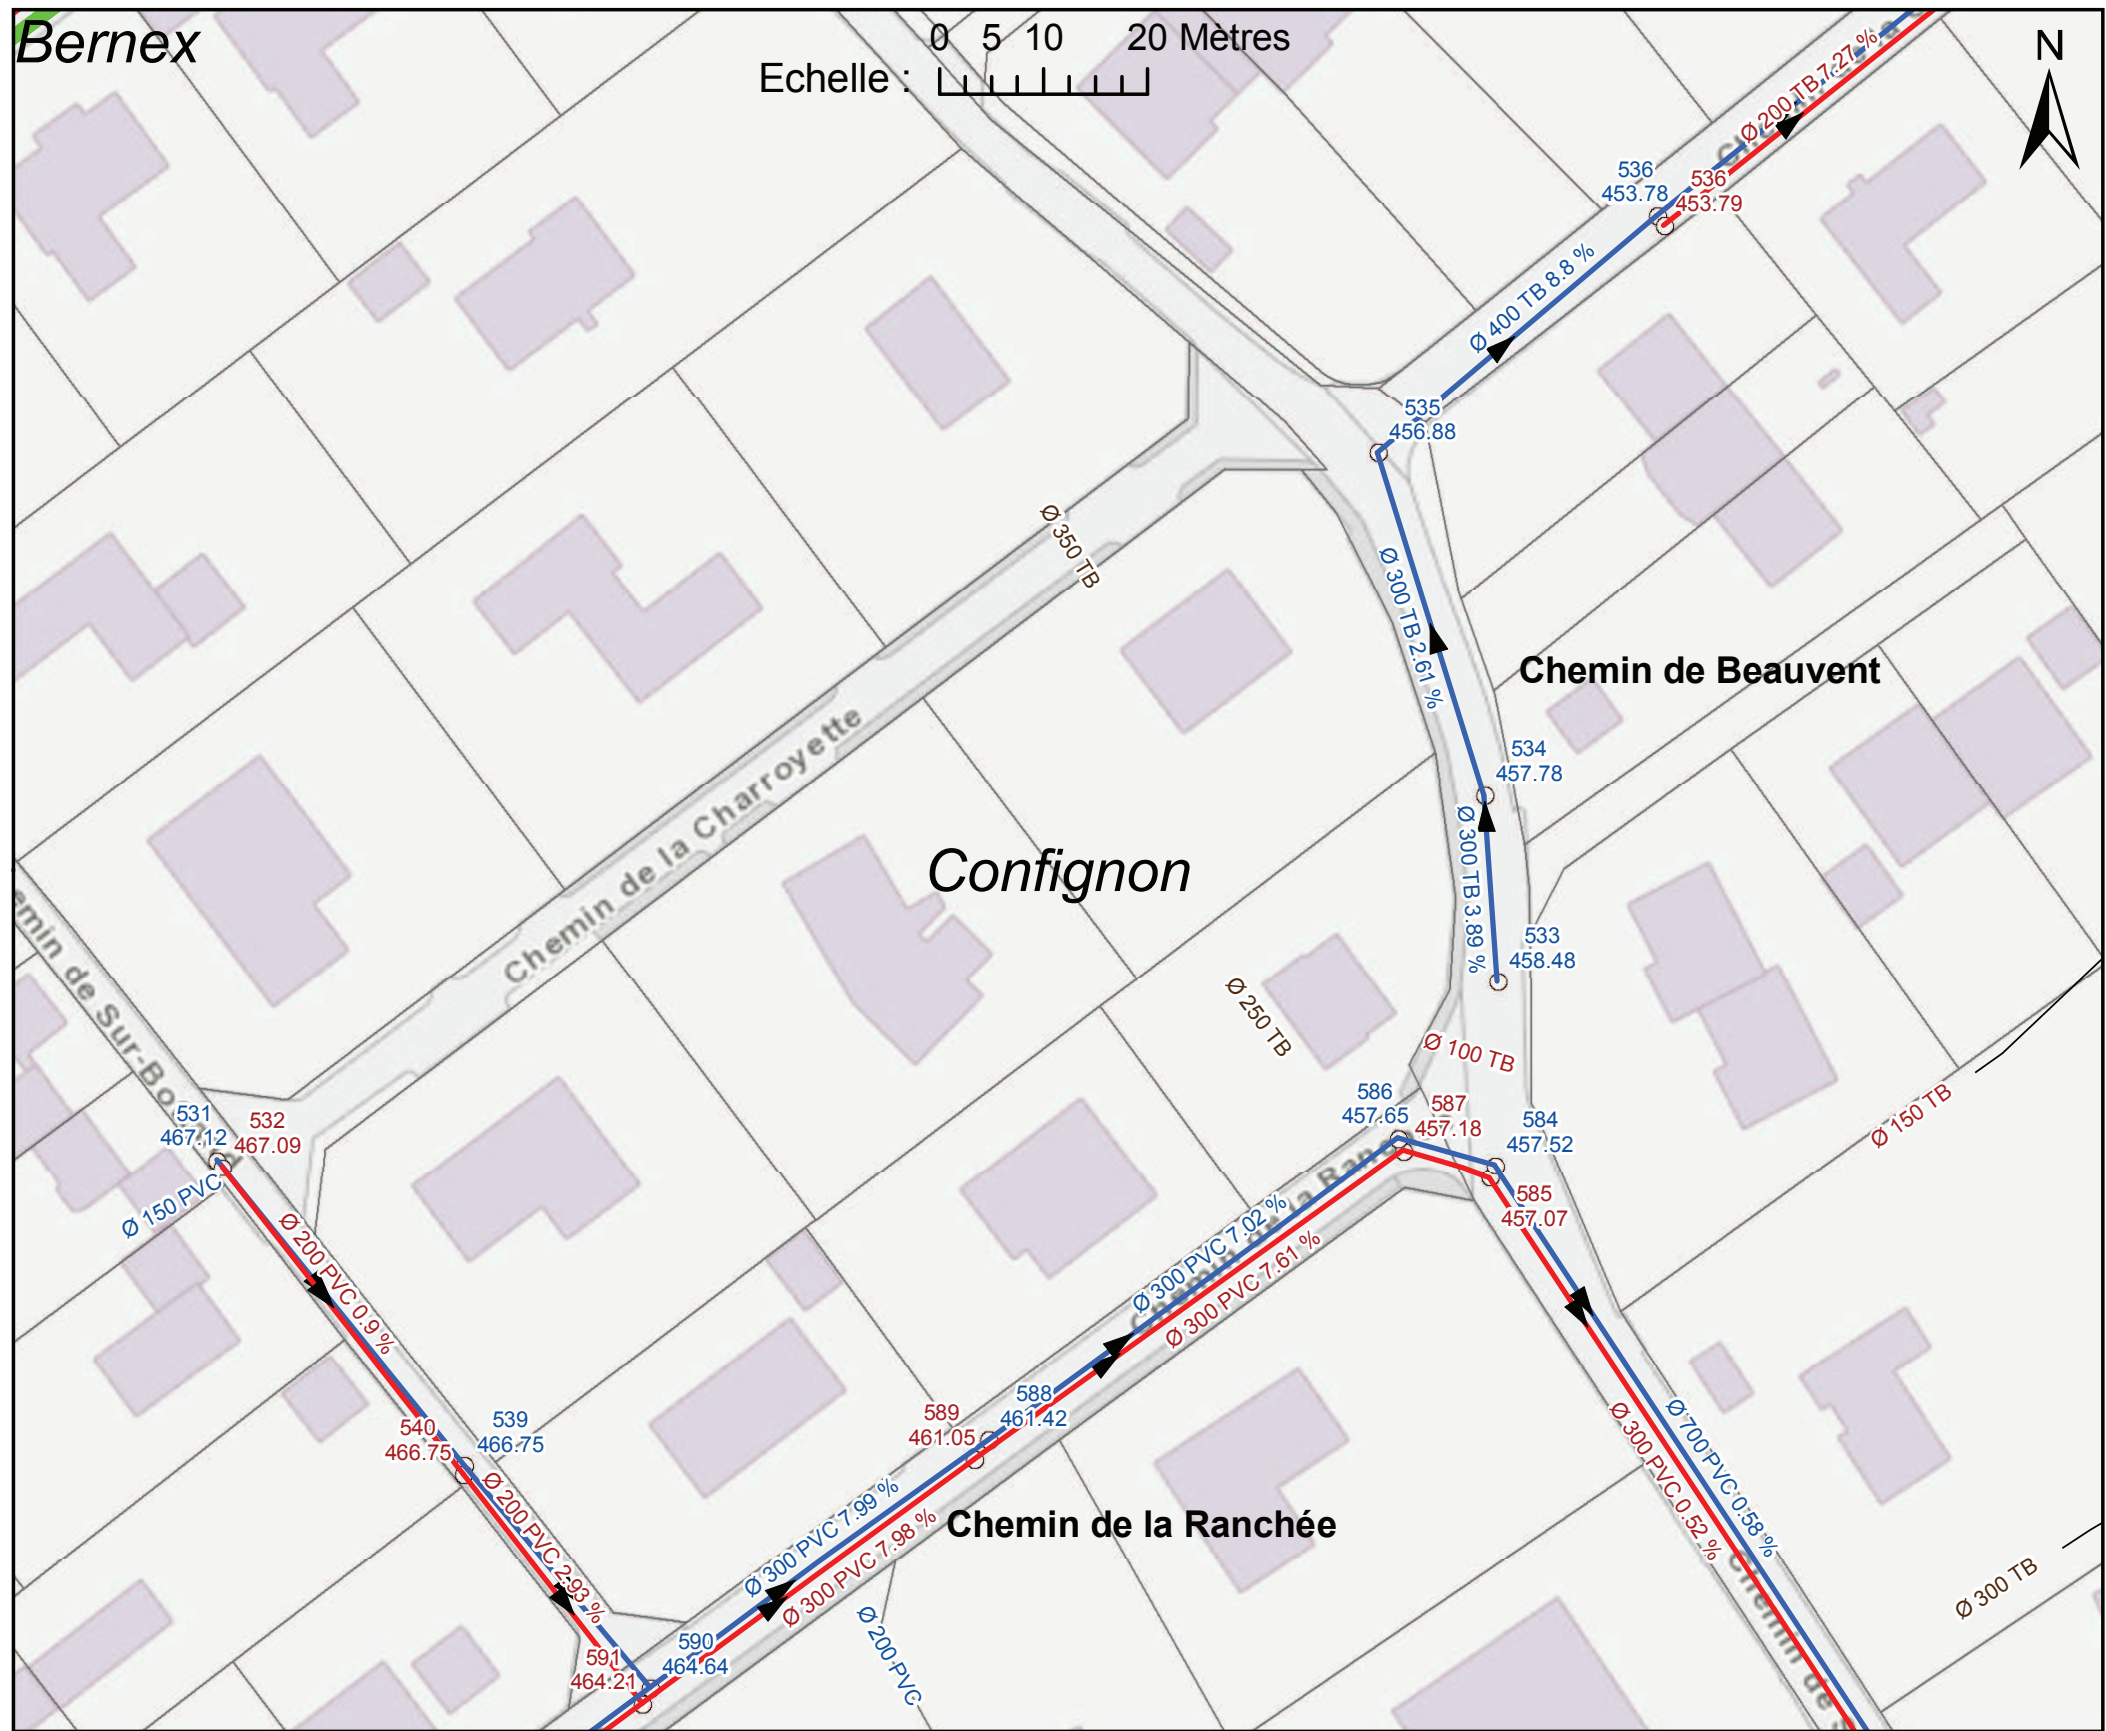 Bernex
0 5 10 20 Mètres
Echelle :
N
Ø 200 TB 7.27 %
536
453.78
536
453.79
Ø 400 TB 8.8 %
535
456.88
Ø 350 TB
Ø 300 TB 2.61 %
Chemin de Beauvent
534
457.78
Chemin de la Charroyette
Ø 300 TB 3.89 %
Confignon
533
458.48
emin de Sur-Bo
Ø 250 TB
Ø 100 TB
586
457.65
587
457.18
584
457.52
Ø 150 TB
531
467.12
532
467.09
Ø 150 PVC
585
457.07
Ø 200 PVC 0.9 %
Ø 300 PVC 7.02 %
Ø 300 PVC 7.61 %
588
461.42
589
461.05
540
466.75
539
466.75
Ø 700 PVC 0.58 %
Ø 300 PVC 0.52 %
Ø 200 PVC 2.93 %
Ø 300 PVC 7.99 %
Ø 300 PVC 7.98 %
Chemin de la Ranchée
Ø 300 TB
Chemin de
590
464.64
591
464.21
Ø 200 PVC